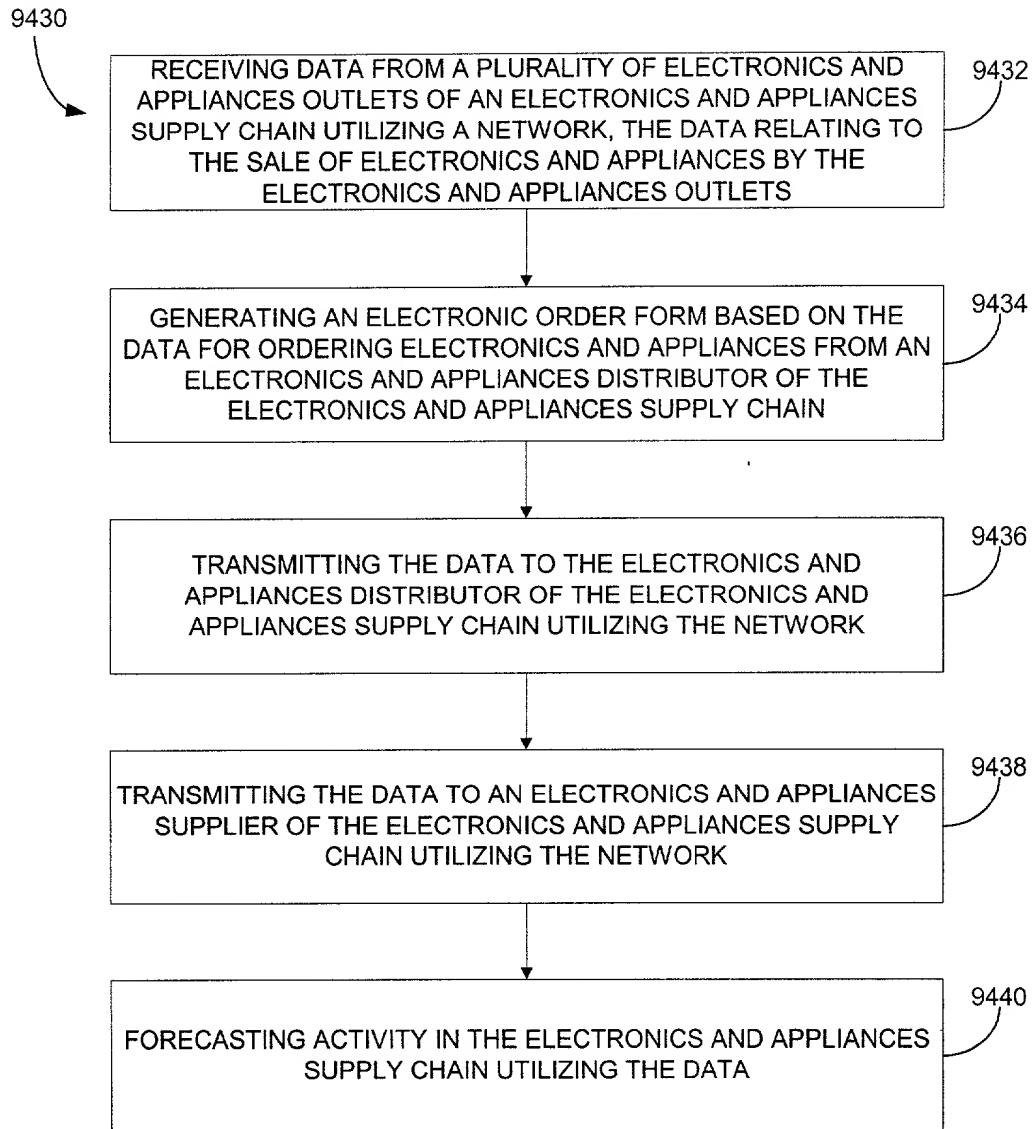 9430
RECEIVING DATA FROM A PLURALITY OF ELECTRONICS AND
APPLIANCES OUTLETS OF AN ELECTRONICS AND APPLIANCES
SUPPLY CHAIN UTILIZING A NETWORK, THE DATA RELATING TO
THE SALE OF ELECTRONICS AND APPLIANCES BY THE
ELECTRONICS AND APPLIANCES OUTLETS
9432
GENERATING AN ELECTRONIC ORDER FORM BASED ON THE
DATA FOR ORDERING ELECTRONICS AND APPLIANCES FROM AN
ELECTRONICS AND APPLIANCES DISTRIBUTOR OF THE
ELECTRONICS AND APPLIANCES SUPPLY CHAIN
9434
TRANSMITTING THE DATA TO THE ELECTRONICS AND
APPLIANCES DISTRIBUTOR OF THE ELECTRONICS AND
APPLIANCES SUPPLY CHAIN UTILIZING THE NETWORK
9436
TRANSMITTING THE DATA TO AN ELECTRONICS AND APPLIANCES
SUPPLIER OF THE ELECTRONICS AND APPLIANCES SUPPLY
CHAIN UTILIZING THE NETWORK
9438
FORECASTING ACTIVITY IN THE ELECTRONICS AND APPLIANCES
SUPPLY CHAIN UTILIZING THE DATA
9440